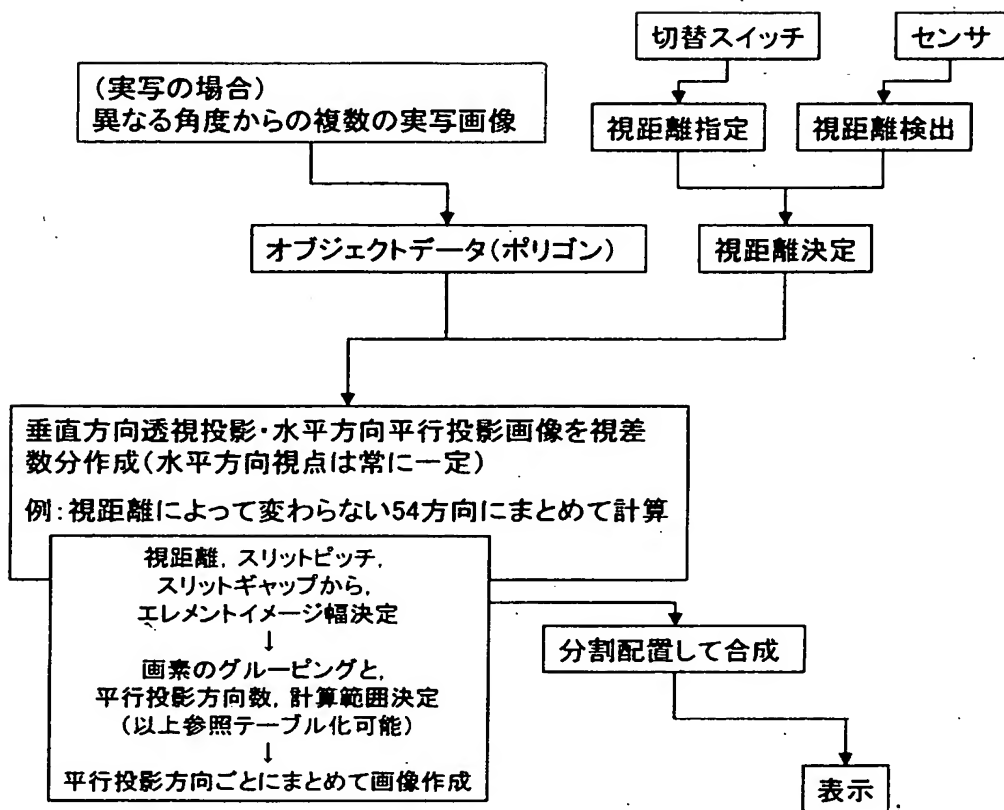 切替スイッチ
センサ
(実写の場合)
異なる角度からの複数の実写画像
視距離指定
視距離検出
オブジェクトデータ(ポリゴン)
視距離決定
垂直方向透視投影・水平方向平行投影画像を視差
数分作成(水平方向視点は常に一定)
例:視距離によって変わらない54方向にまとめて計算
視距離, スリットピッチ,
スリットギャップから,
エレメントイメージ幅決定
↓
画素のグルーピングと,
平行投影方向数, 計算範囲決定
(以上参照テーブル化可能)
↓
平行投影方向ごとにまとめて画像作成
分割配置して合成
表示